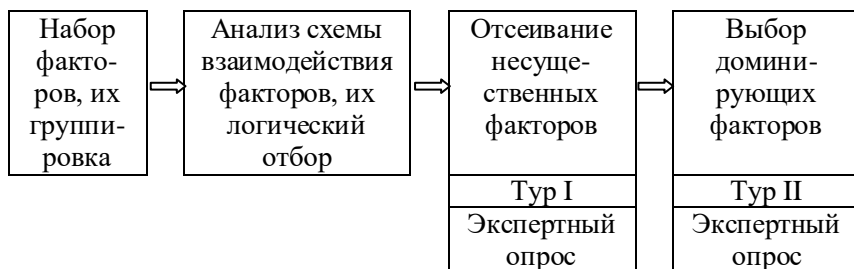 Набор
факто-
ров, их
группи-
ровка
Анализ схемы
взаимодействия
факторов, их
логический
отбор
Отсеивание
несуще-
ственных
факторов
Тур I
Экспертный
опрос
Выбор
домини-
рующих
факторов
Тур II
Экспертный
опрос